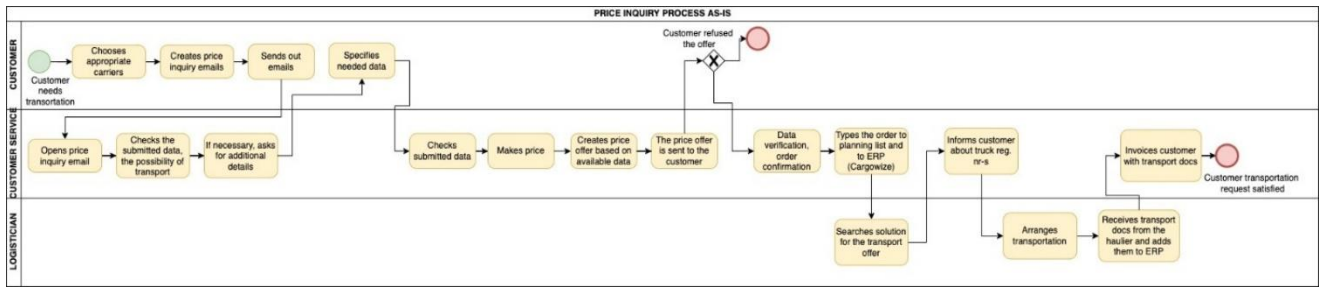 PRICE INQUIRY PROCESS AS-IS
CUSTOMER
Customer
needs
transortation
Chooses
appropriate
carriers
Creates price
inquiry emails
Sends out
emails
Specifies
needed data
Customer refused
the offer
X
CUSTOMER SERVICE
Opens price
inquiry email
Checks the
submitted data,
the possibility of
transport
If necessary, asks
for additional
details
Checks
submitted data
Makes price
Creates price
offer based on
available data
The price offer
is sent to the
customer
Data
verification,
order
confirmation
Types the order to
planning list and
to ERP
(Cargowize)
Informs customer
about truck reg.
nr-s
Invoices customer
with transport docs
Customer transportation
request satisfied
LOGISTICIAN
Searches solution
for the transport
offer
Arranges
transportation
Receives transport
docs from the
haulier and adds
them to ERP